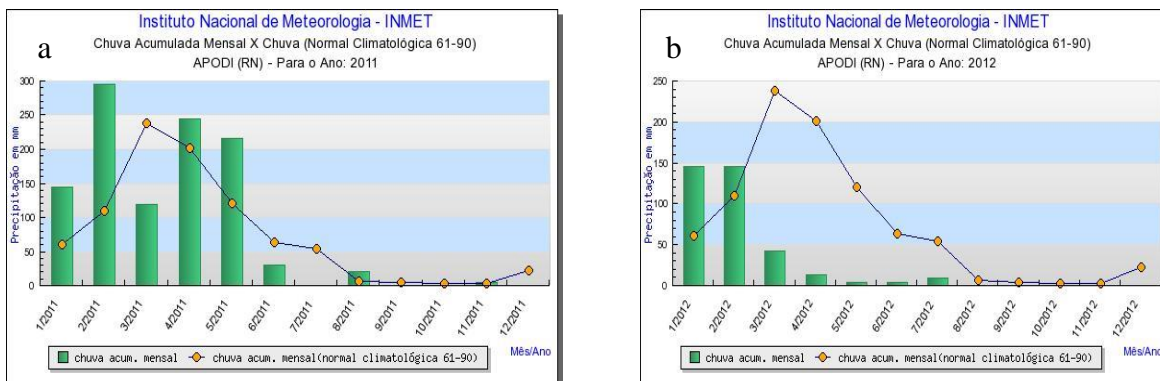 a
Instituto Nacional de Meteorologia - INMET
Chuva Acumulada Mensal X Chuva (Normal Climatológica 61-90)
APODI (RN) - Para o Ano: 2011
Precipitação em mm
300
250
200
150
100
50
0
1/2011
2/2011
3/2011
4/2011
5/2011
6/2011
7/2011
8/2011
9/2011
10/2011
11/2011
12/2011
Mês/Ano
chuva acum. mensal
chuva acum. mensal(normal climatológica 61-90)
b
Instituto Nacional de Meteorologia - INMET
Chuva Acumulada Mensal X Chuva (Normal Climatológica 61-90)
APODI (RN) - Para o Ano: 2012
Precipitação em mm
250
200
150
100
50
0
1/2012
2/2012
3/2012
4/2012
5/2012
6/2012
7/2012
8/2012
9/2012
10/2012
11/2012
12/2012
Mês/Ano
chuva acum. mensal
chuva acum. mensal(normal climatológica 61-90)